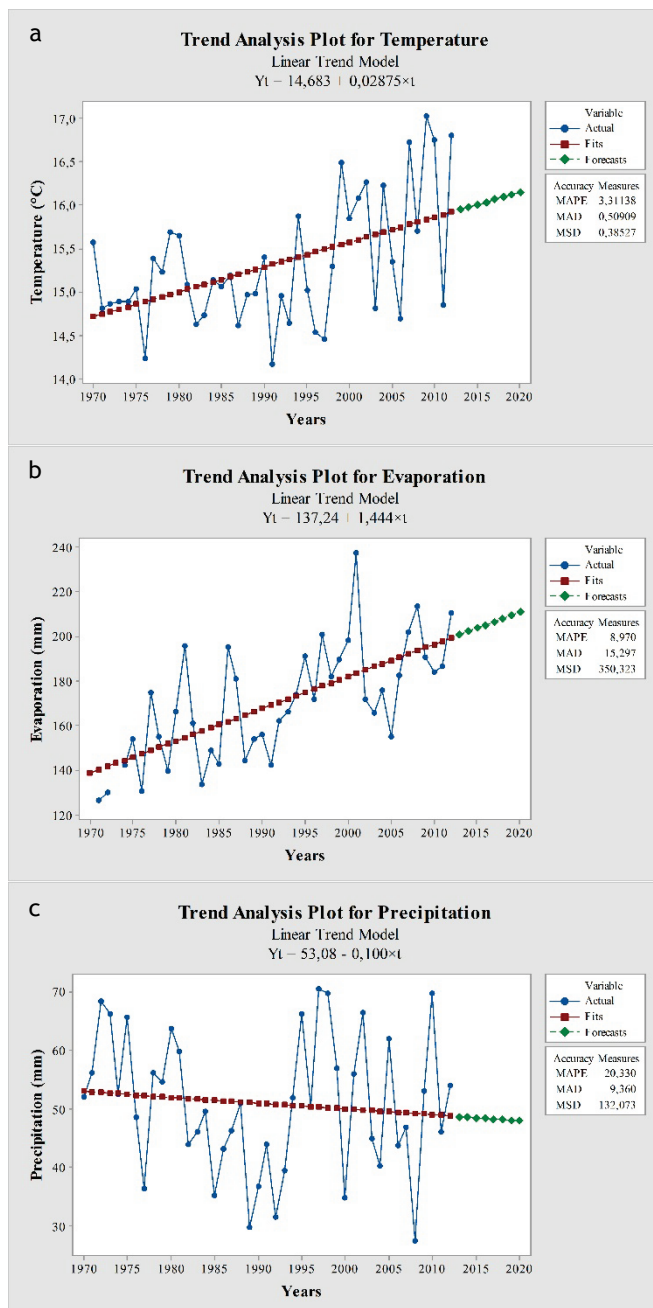 a
Trend Analysis Plot for Temperature
Linear Trend Model
Yt = 14,683 + 0,02875×t
17,0
16,5
16,0
15,5
15,0
14,5
14,0
Temperature (°C)
1970 1975 1980 1985 1990 1995 2000 2005 2010 2015 2020
Years
Variable
Actual
Fits
Forecasts
Accuracy Measures
MAPE 3,31138
MAD 0,50909
MSD 0,38527
b
Trend Analysis Plot for Evaporation
Linear Trend Model
Yt = 137,24 + 1,444×t
240
220
200
180
160
140
120
Evaporation (mm)
1970 1975 1980 1985 1990 1995 2000 2005 2010 2015 2020
Years
Variable
Actual
Fits
Forecasts
Accuracy Measures
MAPE 8,970
MAD 15,297
MSD 350,323
c
Trend Analysis Plot for Precipitation
Linear Trend Model
Yt = 53,08 - 0,100×t
70
60
50
40
30
Precipitation (mm)
1970 1975 1980 1985 1990 1995 2000 2005 2010 2015 2020
Years
Variable
Actual
Fits
Forecasts
Accuracy Measures
MAPE 20,330
MAD 9,360
MSD 132,073